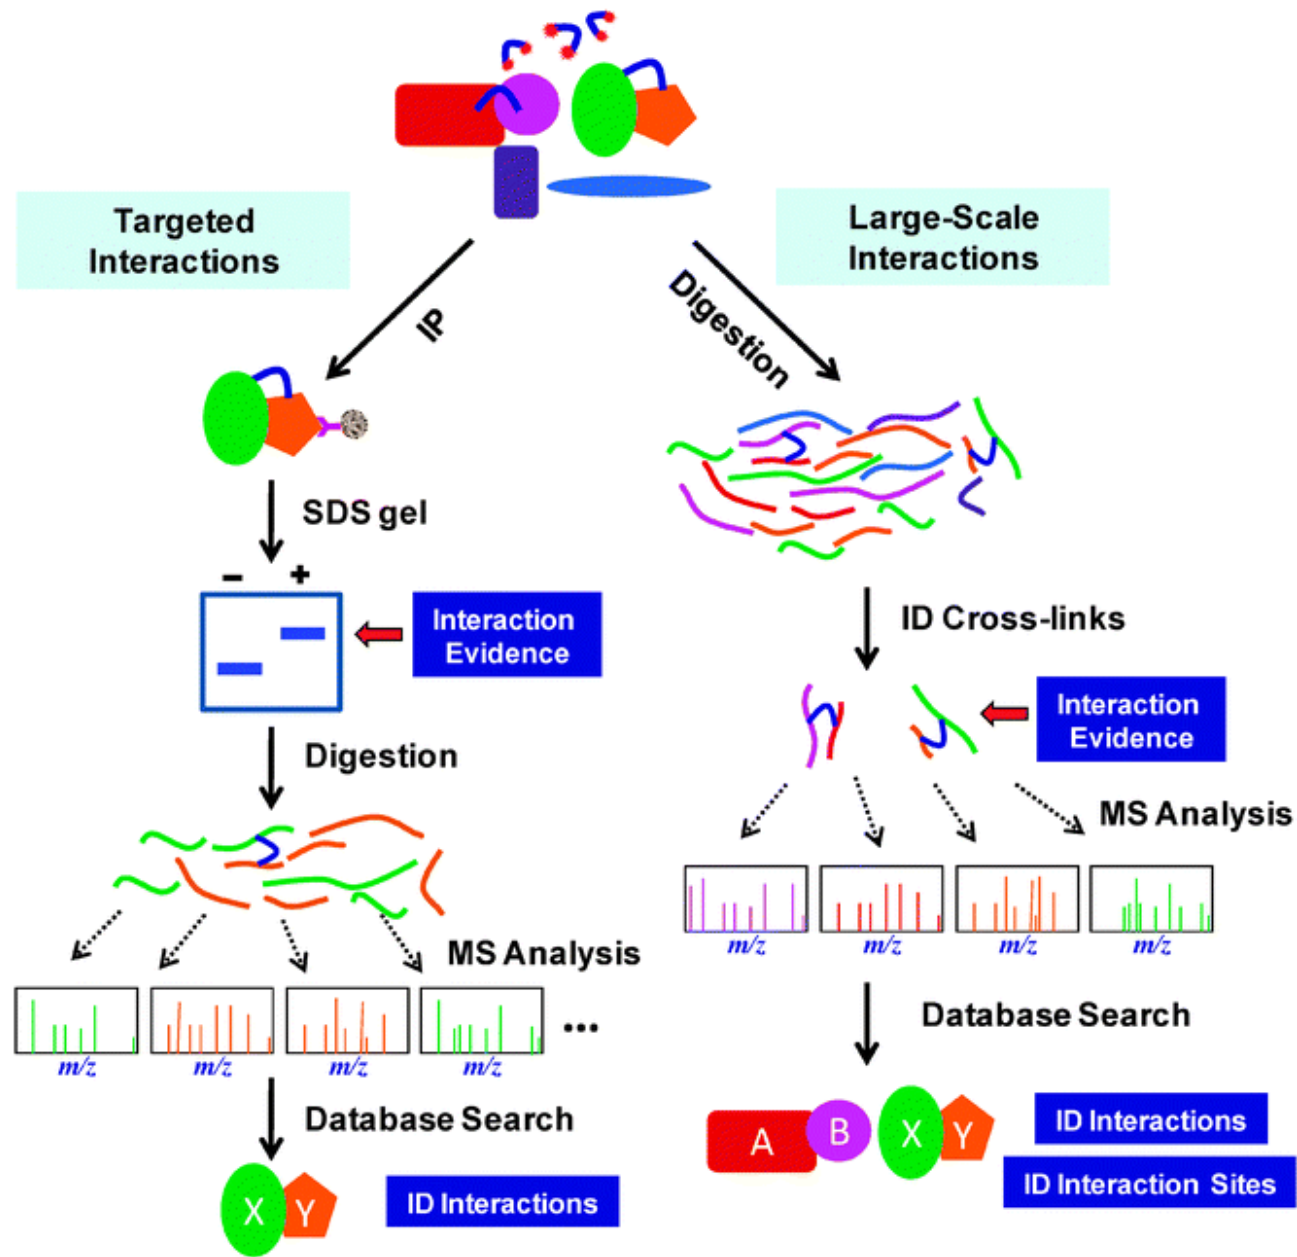 Targeted
Interactions
Large-Scale
Interactions
IP
Digestion
SDS gel
− +
Interaction
Evidence
Digestion
MS Analysis
m/z m/z m/z m/z
...
Database Search
X Y
ID Interactions
ID Cross-links
Interaction
Evidence
MS Analysis
m/z m/z m/z m/z
Database Search
A B X Y
ID Interactions
ID Interaction Sites